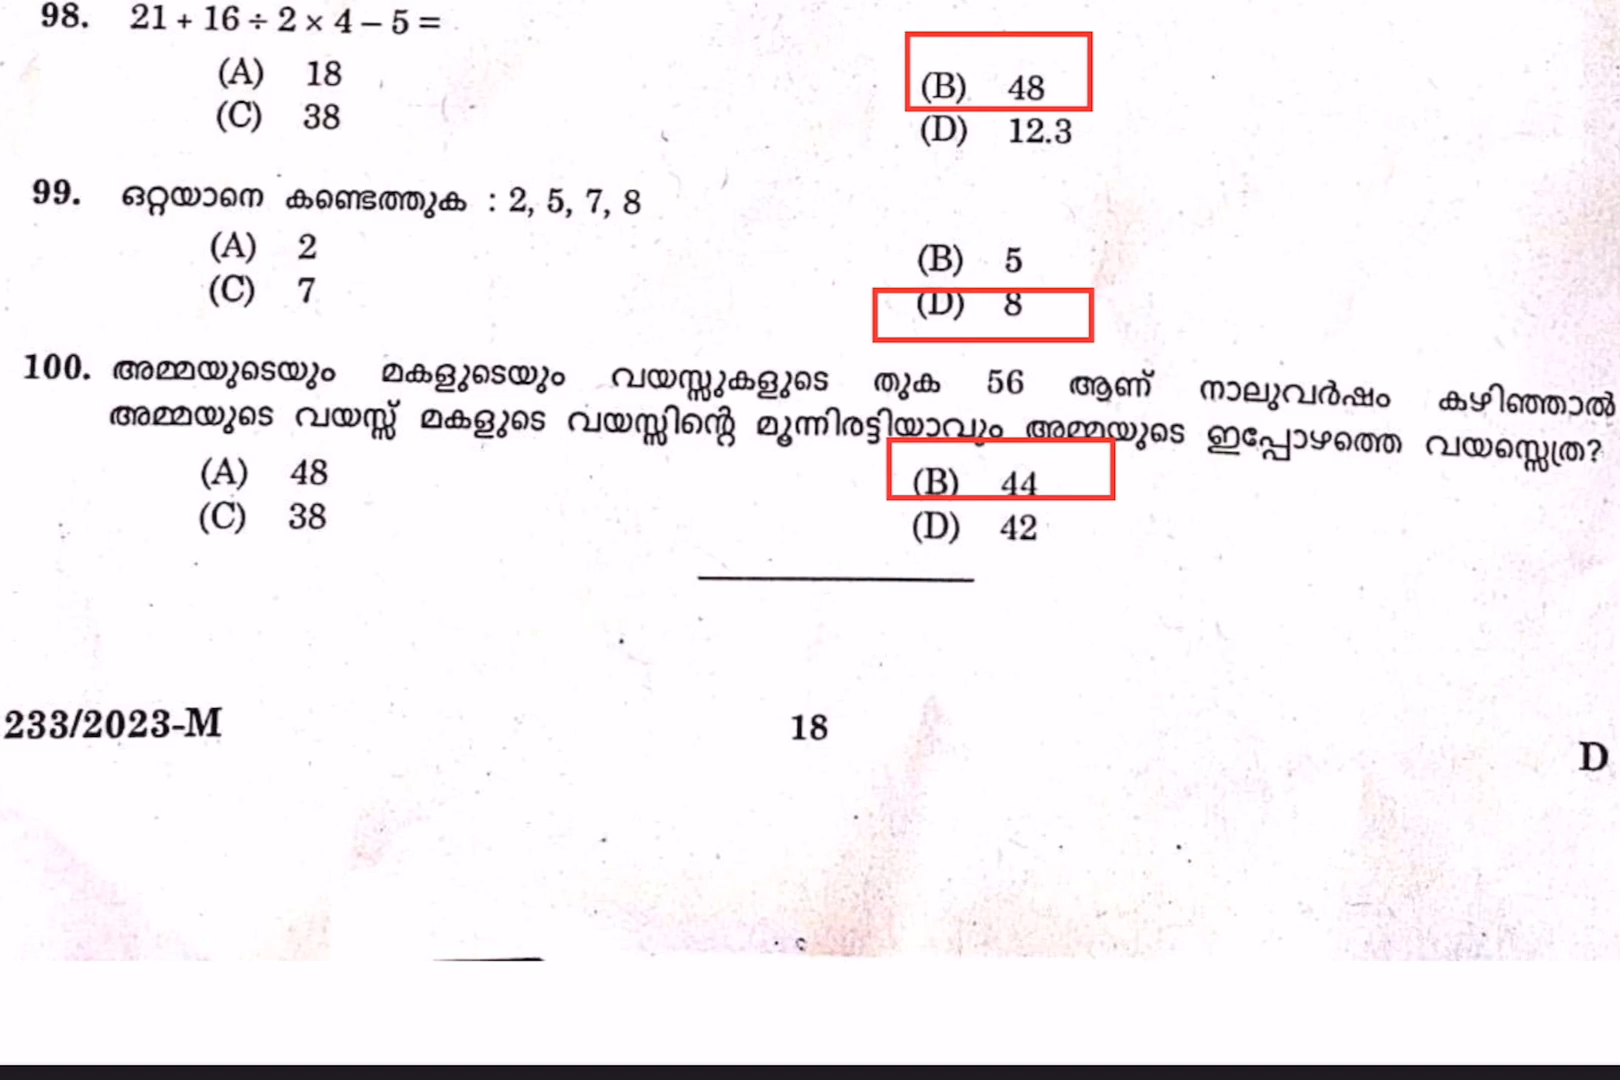 98. 21 + 16 ÷ 2 × 4 – 5 =
(A) 18 (B) 48
(C) 38 (D) 12.3
99. ഒറ്റയാനെ കണ്ടെത്തുക : 2, 5, 7, 8
(A) 2 (B) 5
(C) 7 (D) 8
100. അമ്മയുടെയും മകളുടെയും വയസ്സുകളുടെ തുക 56 ആണ് നാലുവർഷം കഴിഞ്ഞാൽ
അമ്മയുടെ വയസ്സ് മകളുടെ വയസ്സിന്റെ മൂന്നിരട്ടിയാവും അമ്മയുടെ ഇപ്പോഴത്തെ വയസ്സെത്ര?
(A) 48 (B) 44
(C) 38 (D) 42
233/2023-M 18 D